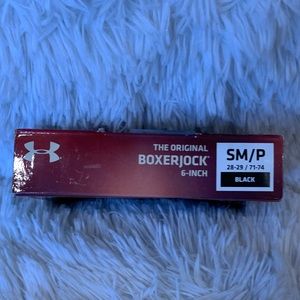 THE ORIGINAL
BOXERJOCK
6-INCH
SM/P
28-29 / 71-74
BLACK